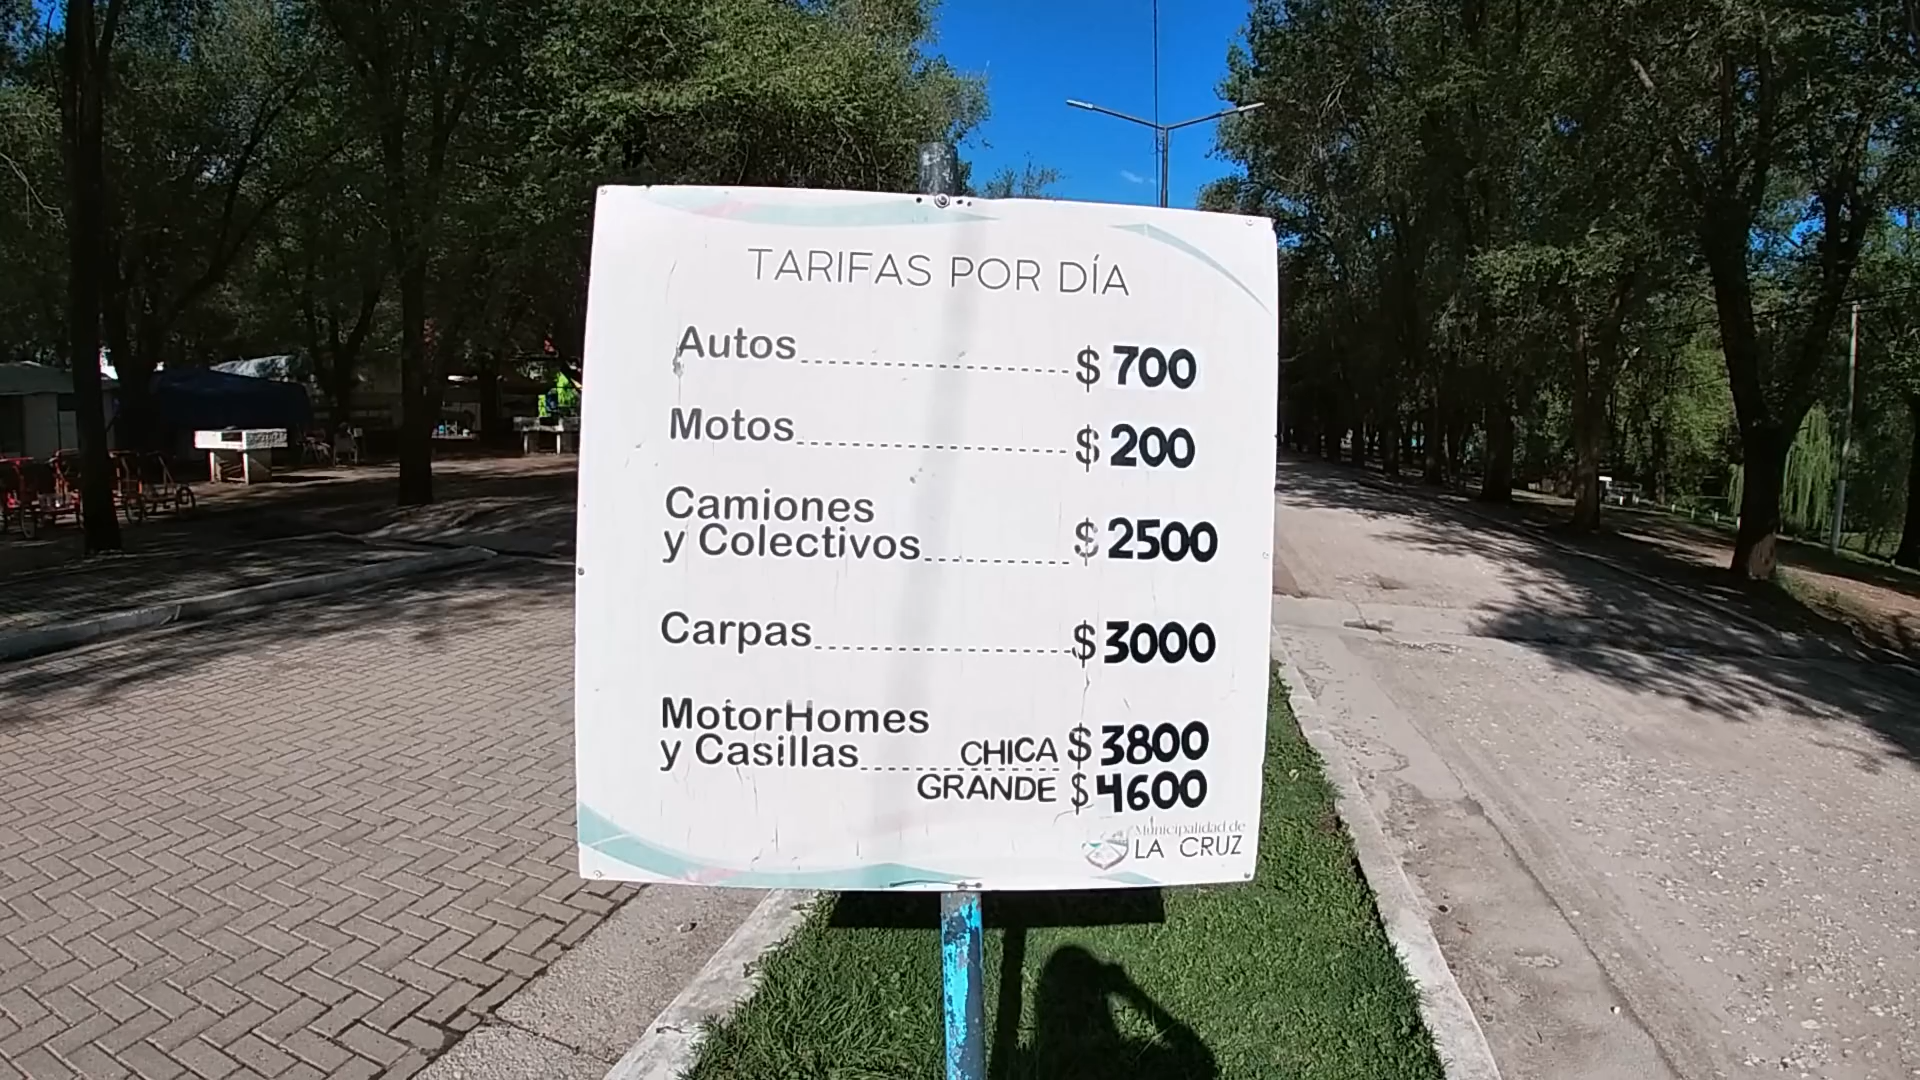 TARIFAS POR DÍA
Autos $ 700
Motos $ 200
Camiones
y Colectivos $ 2500
Carpas $ 3000
MotorHomes
y Casillas CHICA $ 3800
GRANDE $ 4600
Municipalidad de
LA CRUZ